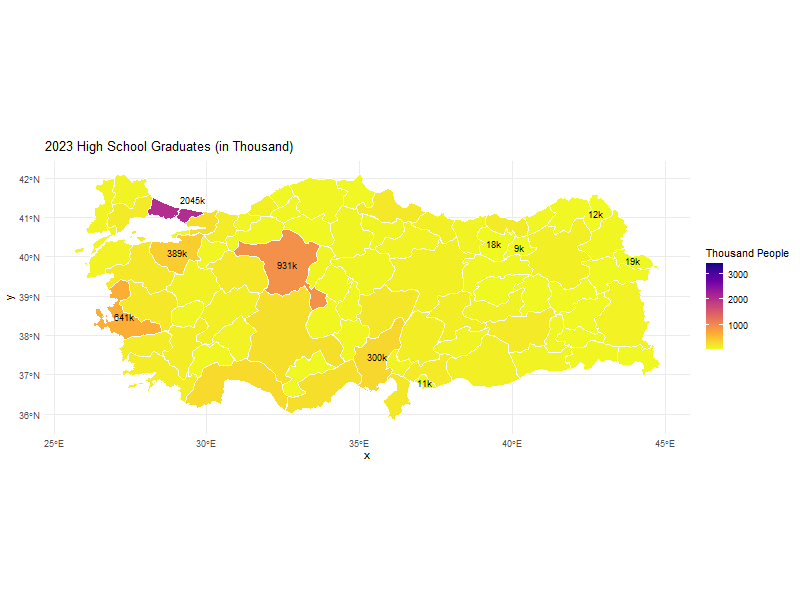 2023 High School Graduates (in Thousand)
42°N
41°N
40°N
39°N
38°N
37°N
36°N
y
2045k
12k
18k
9k
389k
931k
19k
641k
300k
11k
25°E
30°E
35°E
40°E
45°E
x
Thousand People
3000
2000
1000